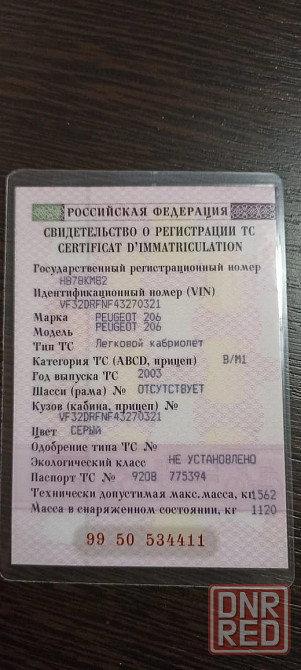 РОССИЙСКАЯ ФЕДЕРАЦИЯ
СВИДЕТЕЛЬСТВО О РЕГИСТРАЦИИ ТС
CERTIFICAT D'IMMATRICULATION
Государственный регистрационный номер
Н878КМ82
Идентификационный номер (VIN)
VF32DRFNF43270321
Марка PEUGEOT 206
Модель PEUGEOT 206
Тип ТС Легковой кабриолет
Категория ТС (ABCD, прицеп) B/M1
Год выпуска ТС 2003
Шасси (рама) № ОТСУТСТВУЕТ
Кузов (кабина, прицеп) №
VF32DRFNF43270321
Цвет СЕРЫЙ
Одобрение типа ТС №
Экологический класс НЕ УСТАНОВЛЕНО
Паспорт ТС № 9208 775394
Технически допустимая макс.масса, кг 1562
Масса в снаряженном состоянии, кг 1120
99 50 534411
DNR
RED